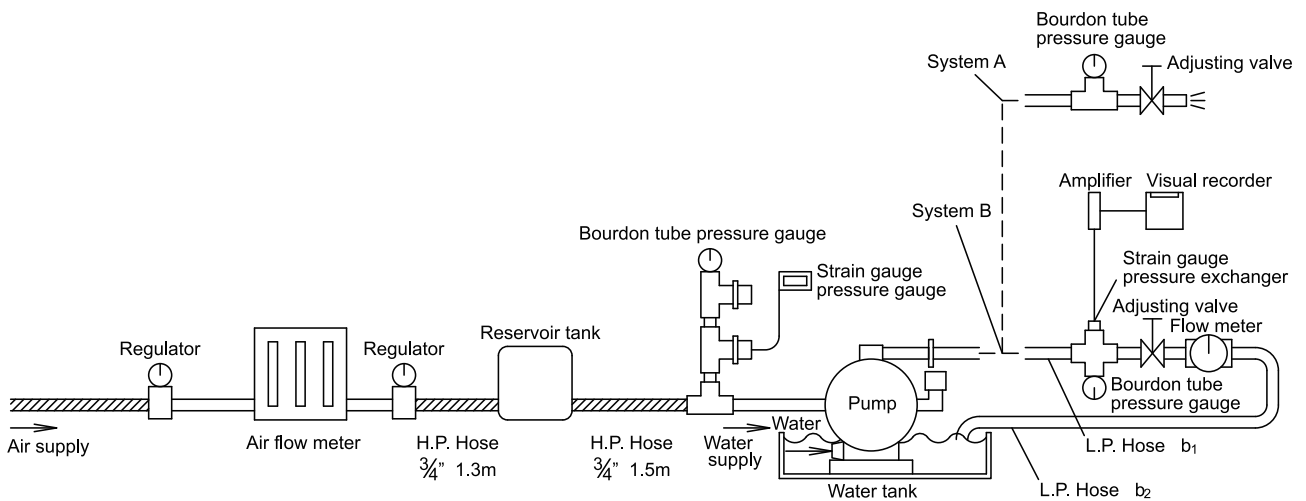 Bourdon tube
pressure gauge
System A
Adjusting valve
Amplifier
Visual recorder
System B
Bourdon tube pressure gauge
Strain gauge
pressure gauge
Strain gauge
pressure exchanger
Adjusting valve
Flow meter
Regulator
Regulator
Reservoir tank
Pump
Bourdon tube
pressure gauge
Air supply
Air flow meter
H.P. Hose
¾" 1.3m
H.P. Hose
¾" 1.5m
Water
Water
supply
Water tank
L.P. Hose b₁
L.P. Hose b₂